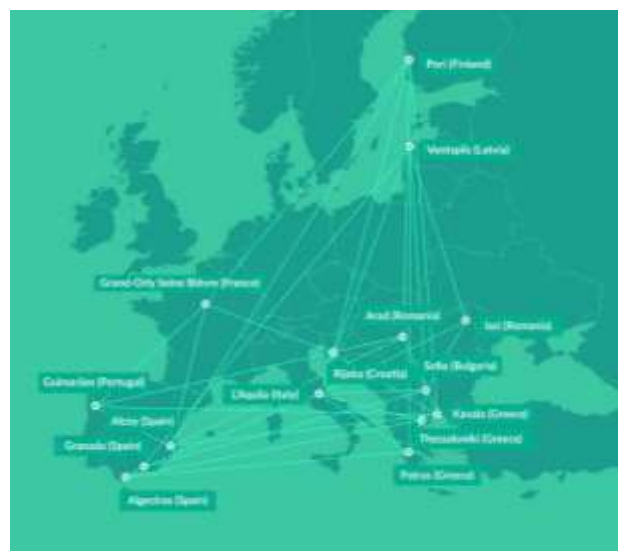 Pori (Finland)
Ventspils (Latvia)
Grand-Orly Seine Bièvre (France)
Arad (Romania)
Iasi (Romania)
Rijeka (Croatia)
Sofia (Bulgaria)
Guimarães (Portugal)
L'Aquila (Italy)
Alcoy (Spain)
Kavala (Greece)
Granada (Spain)
Thessaloniki (Greece)
Patras (Greece)
Algeciras (Spain)